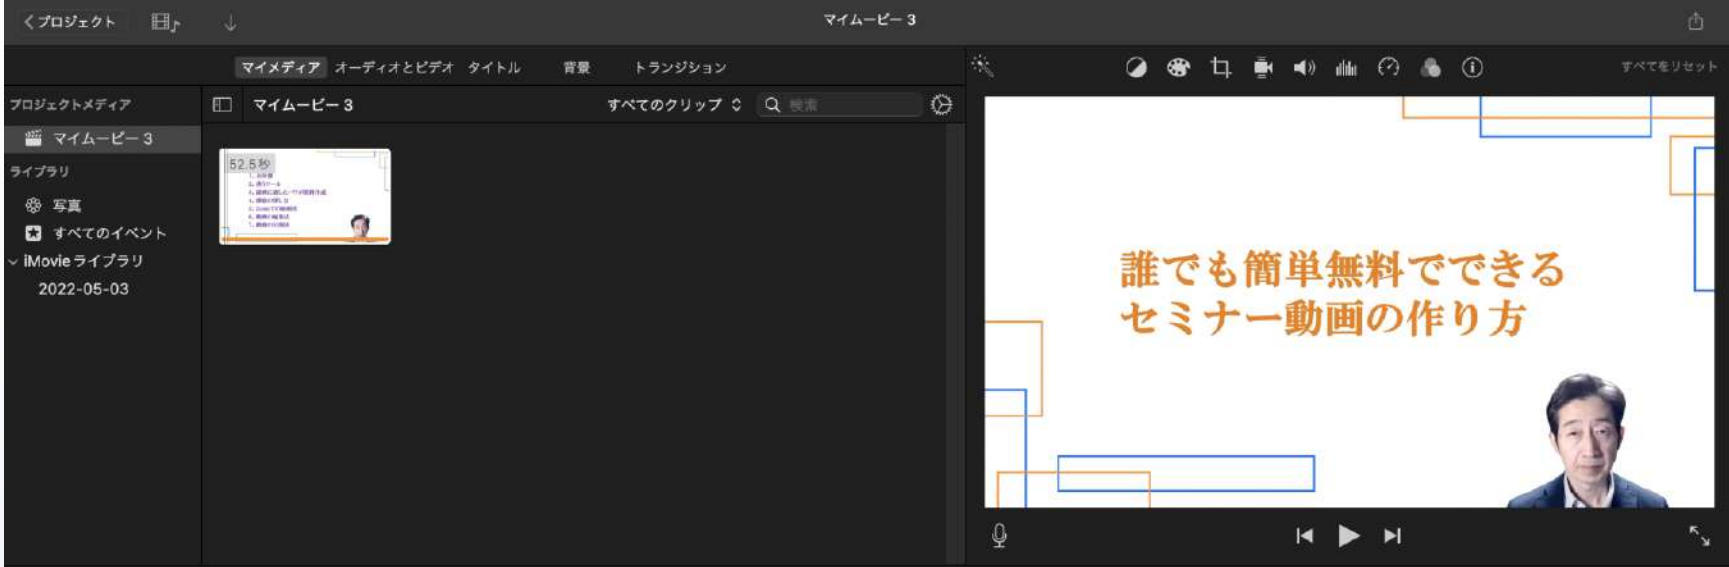 プロジェクト
マイムービー 3
マイメディア オーディオとビデオ タイトル 背景 トランジション
すべてをリセット
プロジェクトメディア
マイムービー 3
すべてのクリップ
検索
マイムービー 3
ライブラリ
写真
すべてのイベント
iMovie ライブラリ
2022-05-03
52.5秒
誰でも簡単無料でできる
セミナー動画の作り方